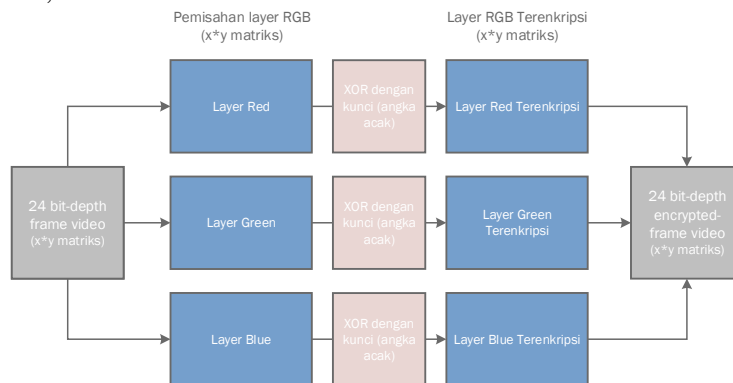 Pemisahan layer RGB
(x*y matriks)
Layer RGB Terenkripsi
(x*y matriks)
Layer Red
XOR dengan
kunci (angka
acak)
Layer Red Terenkripsi
24 bit-depth
frame video
(x*y matriks)
Layer Green
XOR dengan
kunci (angka
acak)
Layer Green
Terenkripsi
24 bit-depth
encrypted-
frame video
(x*y matriks)
Layer Blue
XOR dengan
kunci (angka
acak)
Layer Blue Terenkripsi